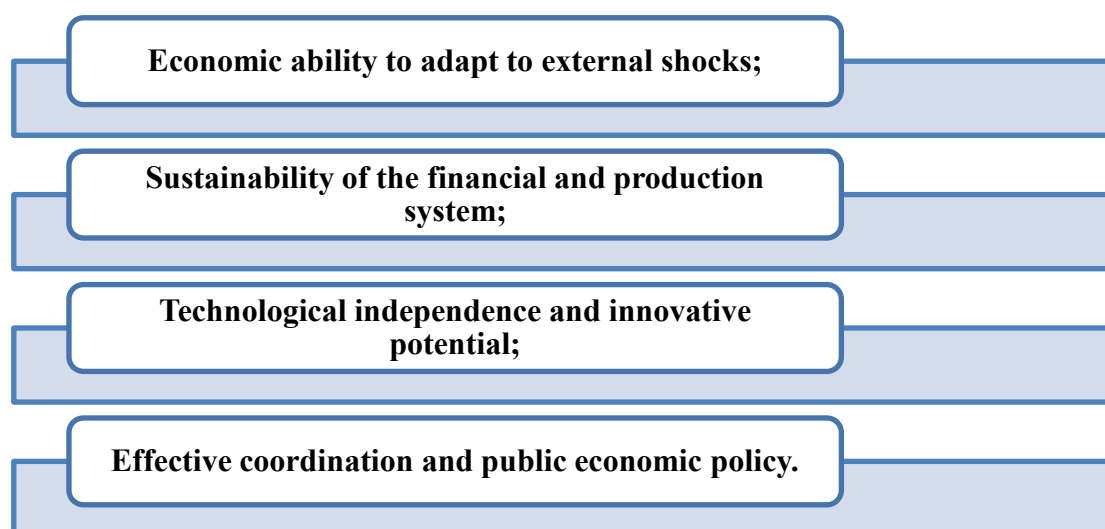 Economic ability to adapt to external shocks;
Sustainability of the financial and production
system;
Technological independence and innovative
potential;
Effective coordination and public economic policy.